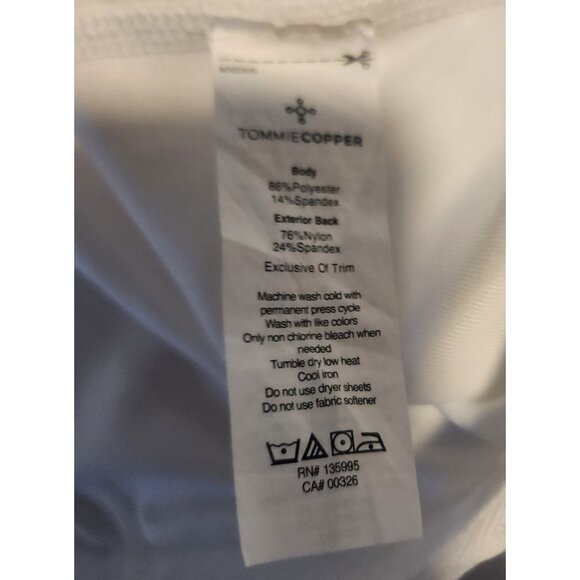 TOMMIECOPPER
Body
86%Polyester
14%Spandex
Exterior Back
76%Nylon
24%Spandex
Exclusive Of Trim
Machine wash cold with
permanent press cycle
Wash with like colors
Only non chlorine bleach when
needed
Tumble dry low heat
Cool iron
Do not use dryer sheets
Do not use fabric softener
RN# 135995
CA# 00326